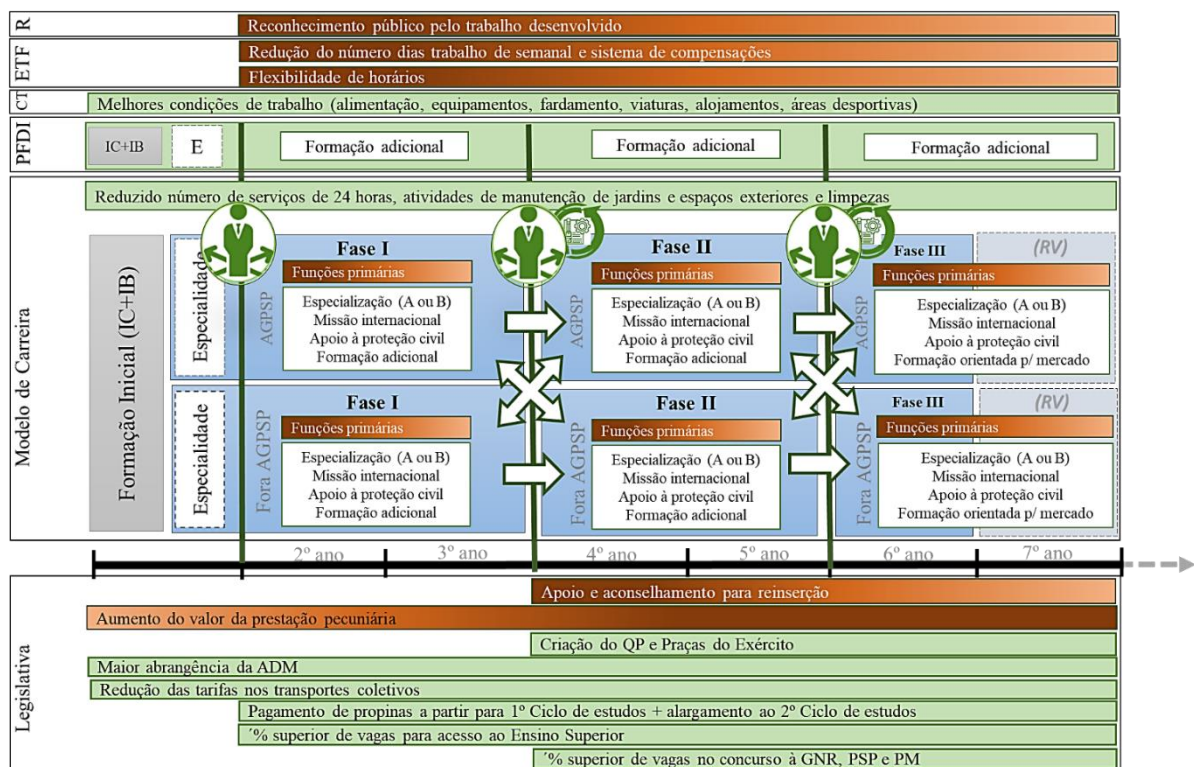 R
Reconhecimento público pelo trabalho desenvolvido
ETF
Redução do número dias trabalho de semanal e sistema de compensações
Flexibilidade de horários
CT
Melhores condições de trabalho (alimentação, equipamentos, fardamento, viaturas, alojamentos, áreas desportivas)
PFDI
IC+IB
E
Formação adicional
Formação adicional
Formação adicional
Modelo de Carreira
Reduzido número de serviços de 24 horas, atividades de manutenção de jardins e espaços exteriores e limpezas
Formação Inicial (IC+IB)
Especialidade
AGPSP
Fase I
Funções primárias
Especialização (A ou B)
Missão internacional
Apoio à proteção civil
Formação adicional
AGPSP
Fase II
Funções primárias
Especialização (A ou B)
Missão internacional
Apoio à proteção civil
Formação adicional
AGPSP
Fase III
(RV)
Funções primárias
Especialização (A ou B)
Missão internacional
Apoio à proteção civil
Formação orientada p/ mercado
Especialidade
Fora AGPSP
Fase I
Funções primárias
Especialização (A ou B)
Missão internacional
Apoio à proteção civil
Formação adicional
Fora AGPSP
Fase II
Funções primárias
Especialização (A ou B)
Missão internacional
Apoio à proteção civil
Formação adicional
Fora AGPSP
Fase III
(RV)
Funções primárias
Especialização (A ou B)
Missão internacional
Apoio à proteção civil
Formação orientada p/ mercado
2º ano
3º ano
4º ano
5º ano
6º ano
7º ano
Legislativa
Apoio e aconselhamento para reinserção
Aumento do valor da prestação pecuniária
Criação do QP e Praças do Exército
Maior abrangência da ADM
Redução das tarifas nos transportes coletivos
Pagamento de propinas a partir para 1º Ciclo de estudos + alargamento ao 2º Ciclo de estudos
´% superior de vagas para acesso ao Ensino Superior
´% superior de vagas no concurso à GNR, PSP e PM